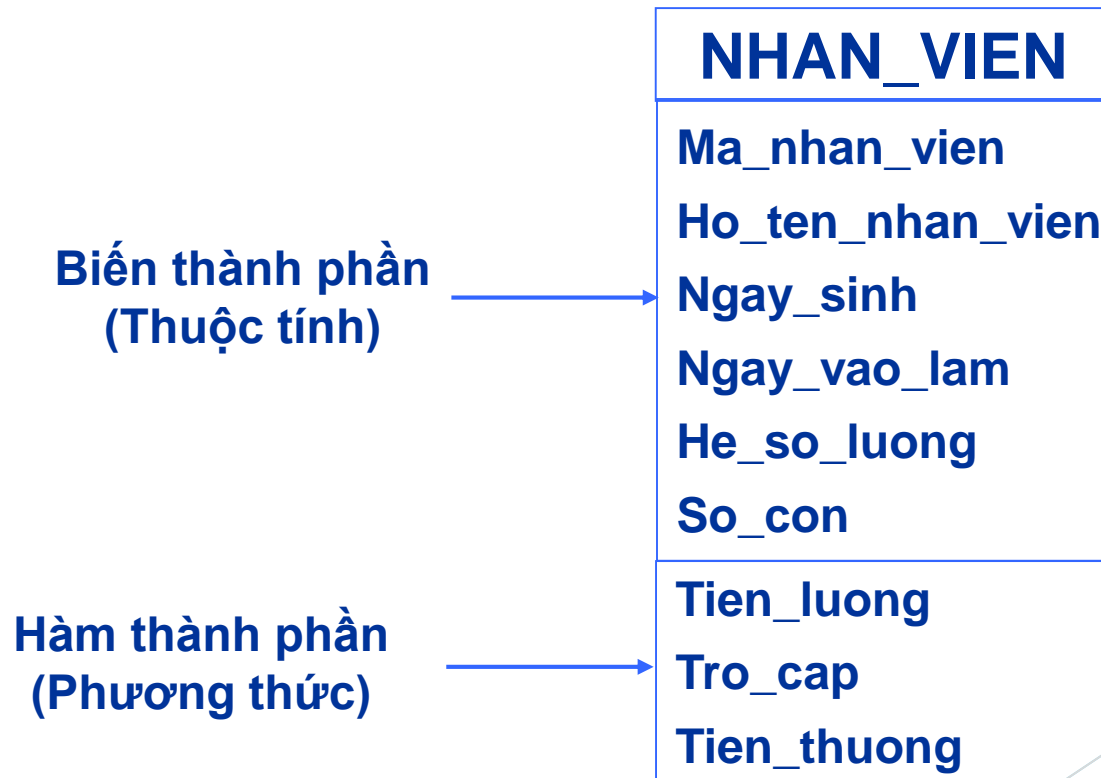 NHAN_VIEN
Ma_nhan_vien
Ho_ten_nhan_vien
Ngay_sinh
Ngay_vao_lam
He_so_luong
So_con
Biến thành phần
(Thuộc tính)
Tien_luong
Tro_cap
Tien_thuong
Hàm thành phần
(Phương thức)